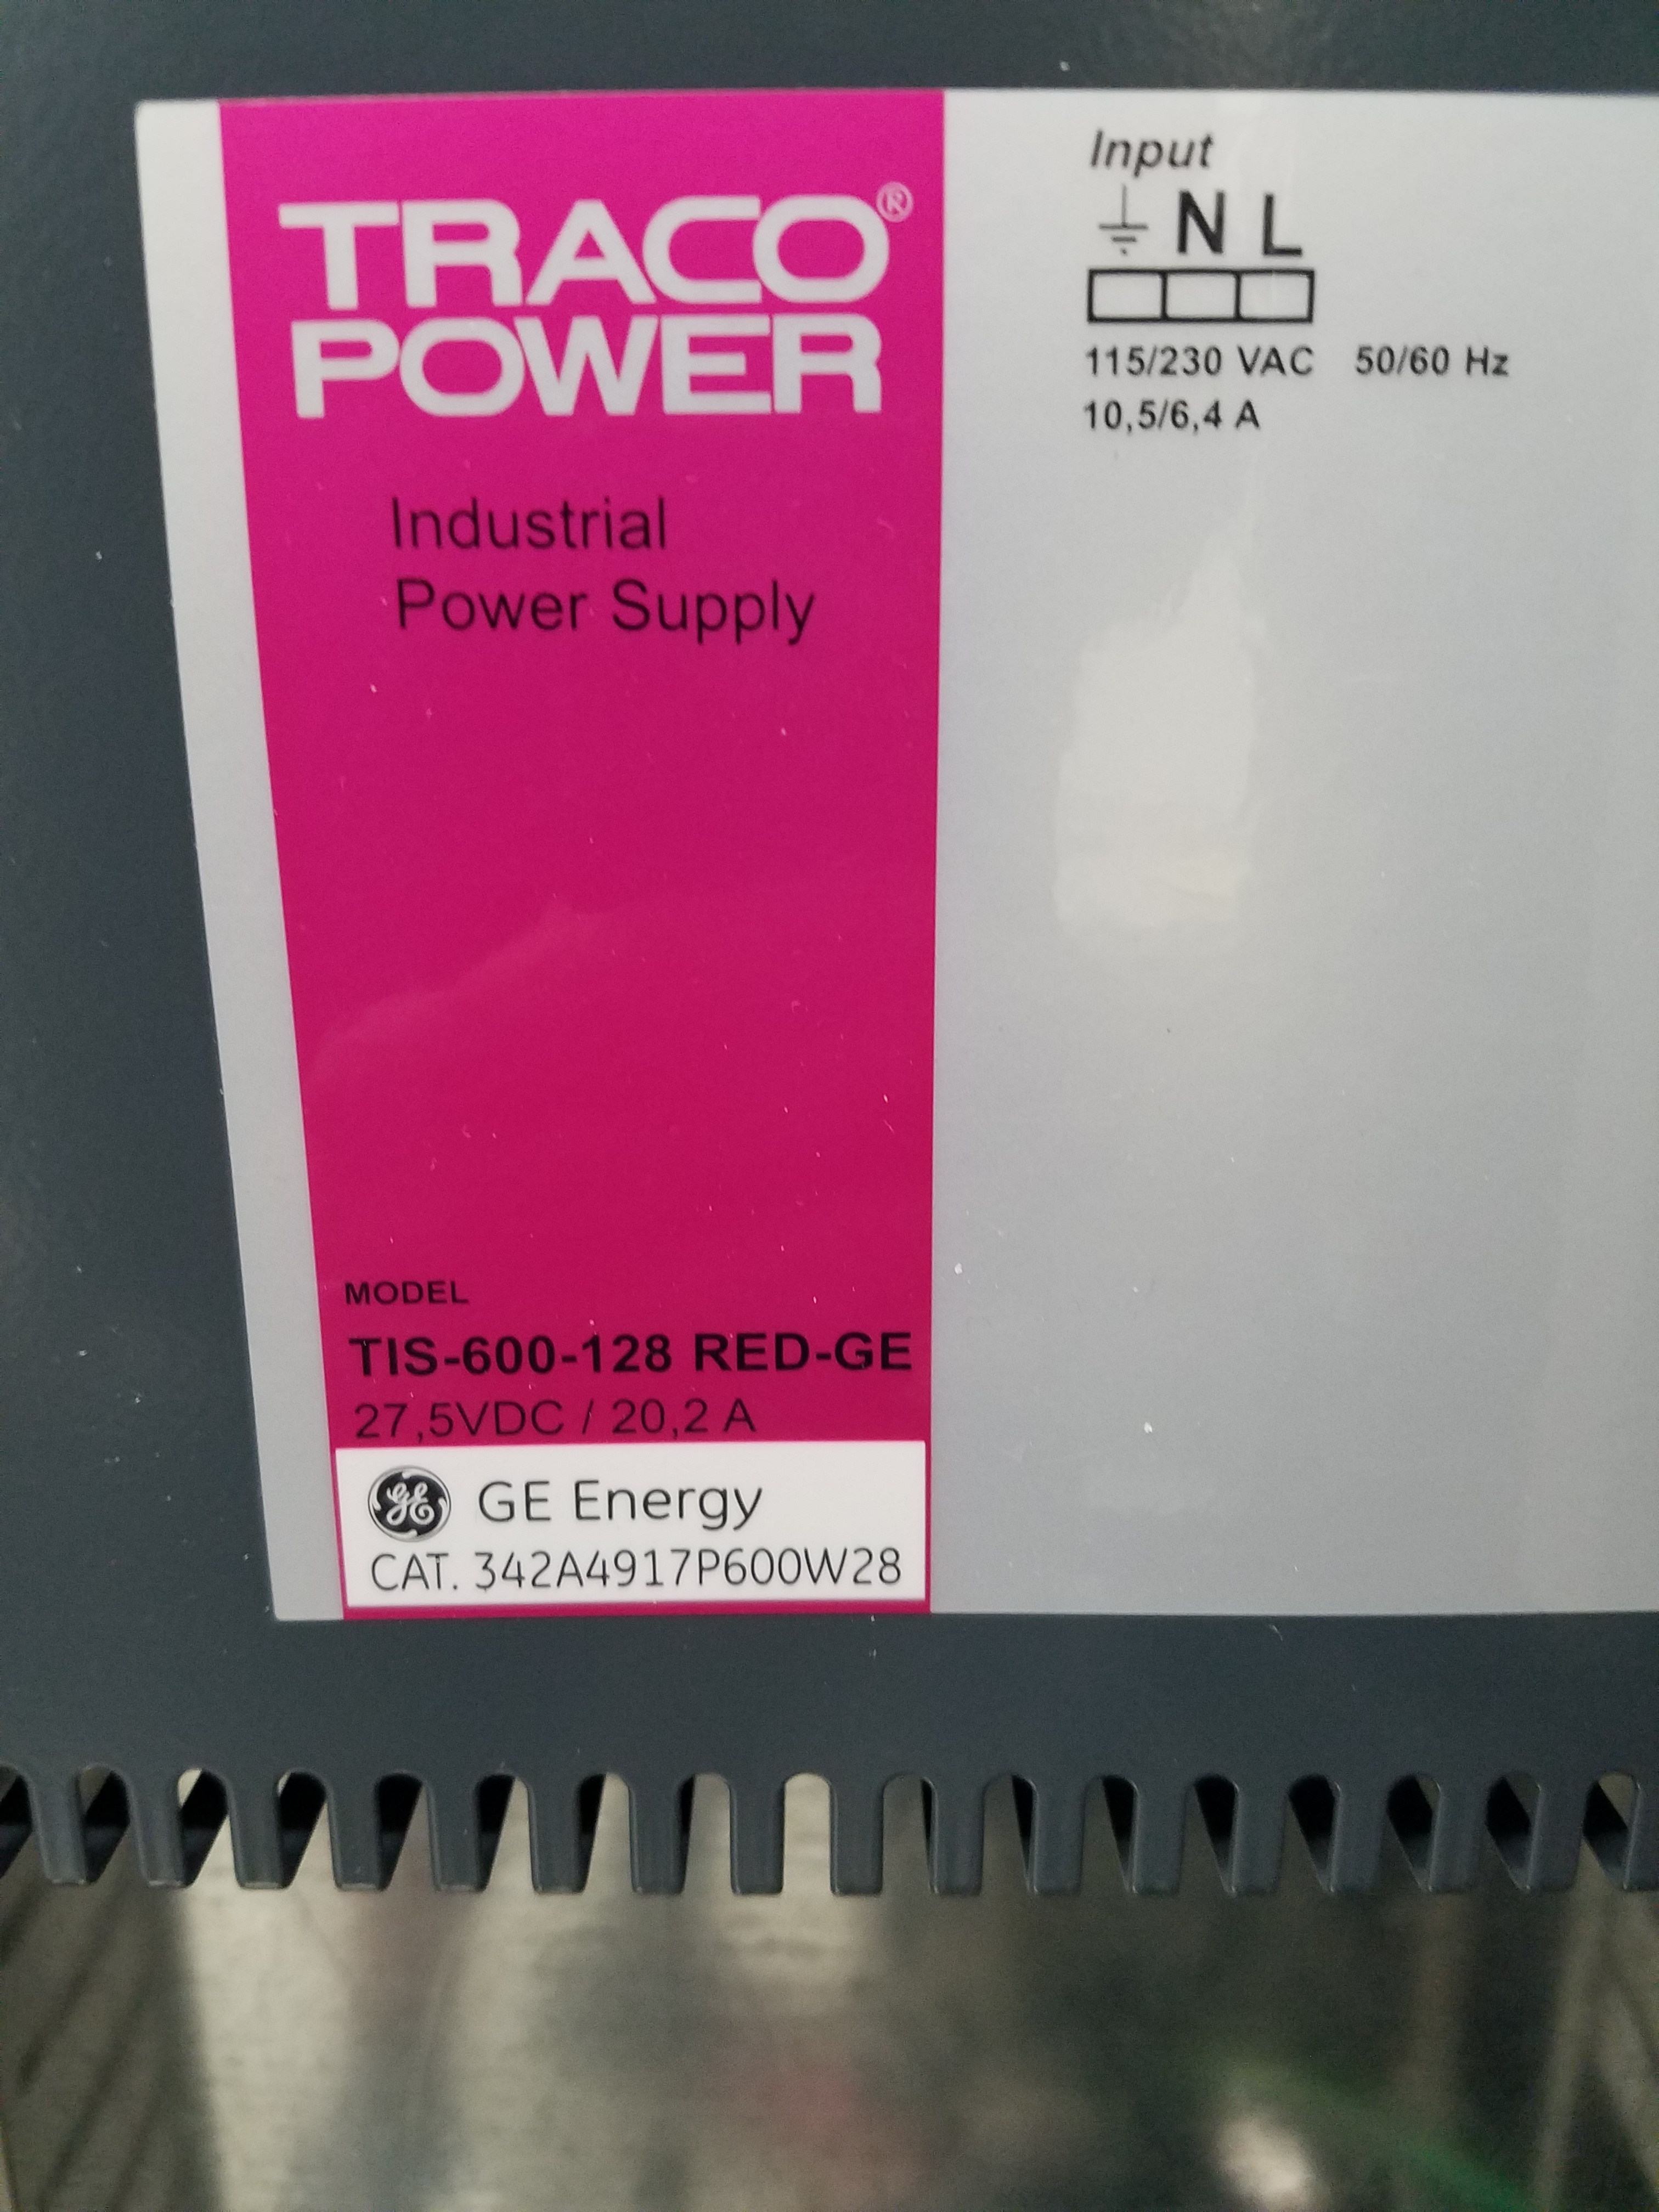 TRACO®
POWER
Industrial
Power Supply
MODEL
TIS-600-128 RED-GE
27,5VDC / 20,2 A
GE GE Energy
CAT. 342A4917P600W28
Input
N L
115/230 VAC 50/60 Hz
10,5/6,4 A